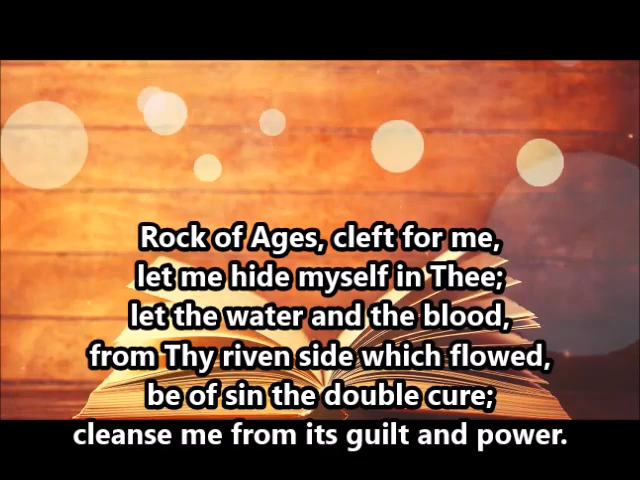 Rock of Ages, cleft for me,
let me hide myself in Thee;
let the water and the blood,
from Thy riven side which flowed,
be of sin the double cure;
cleanse me from its guilt and power.